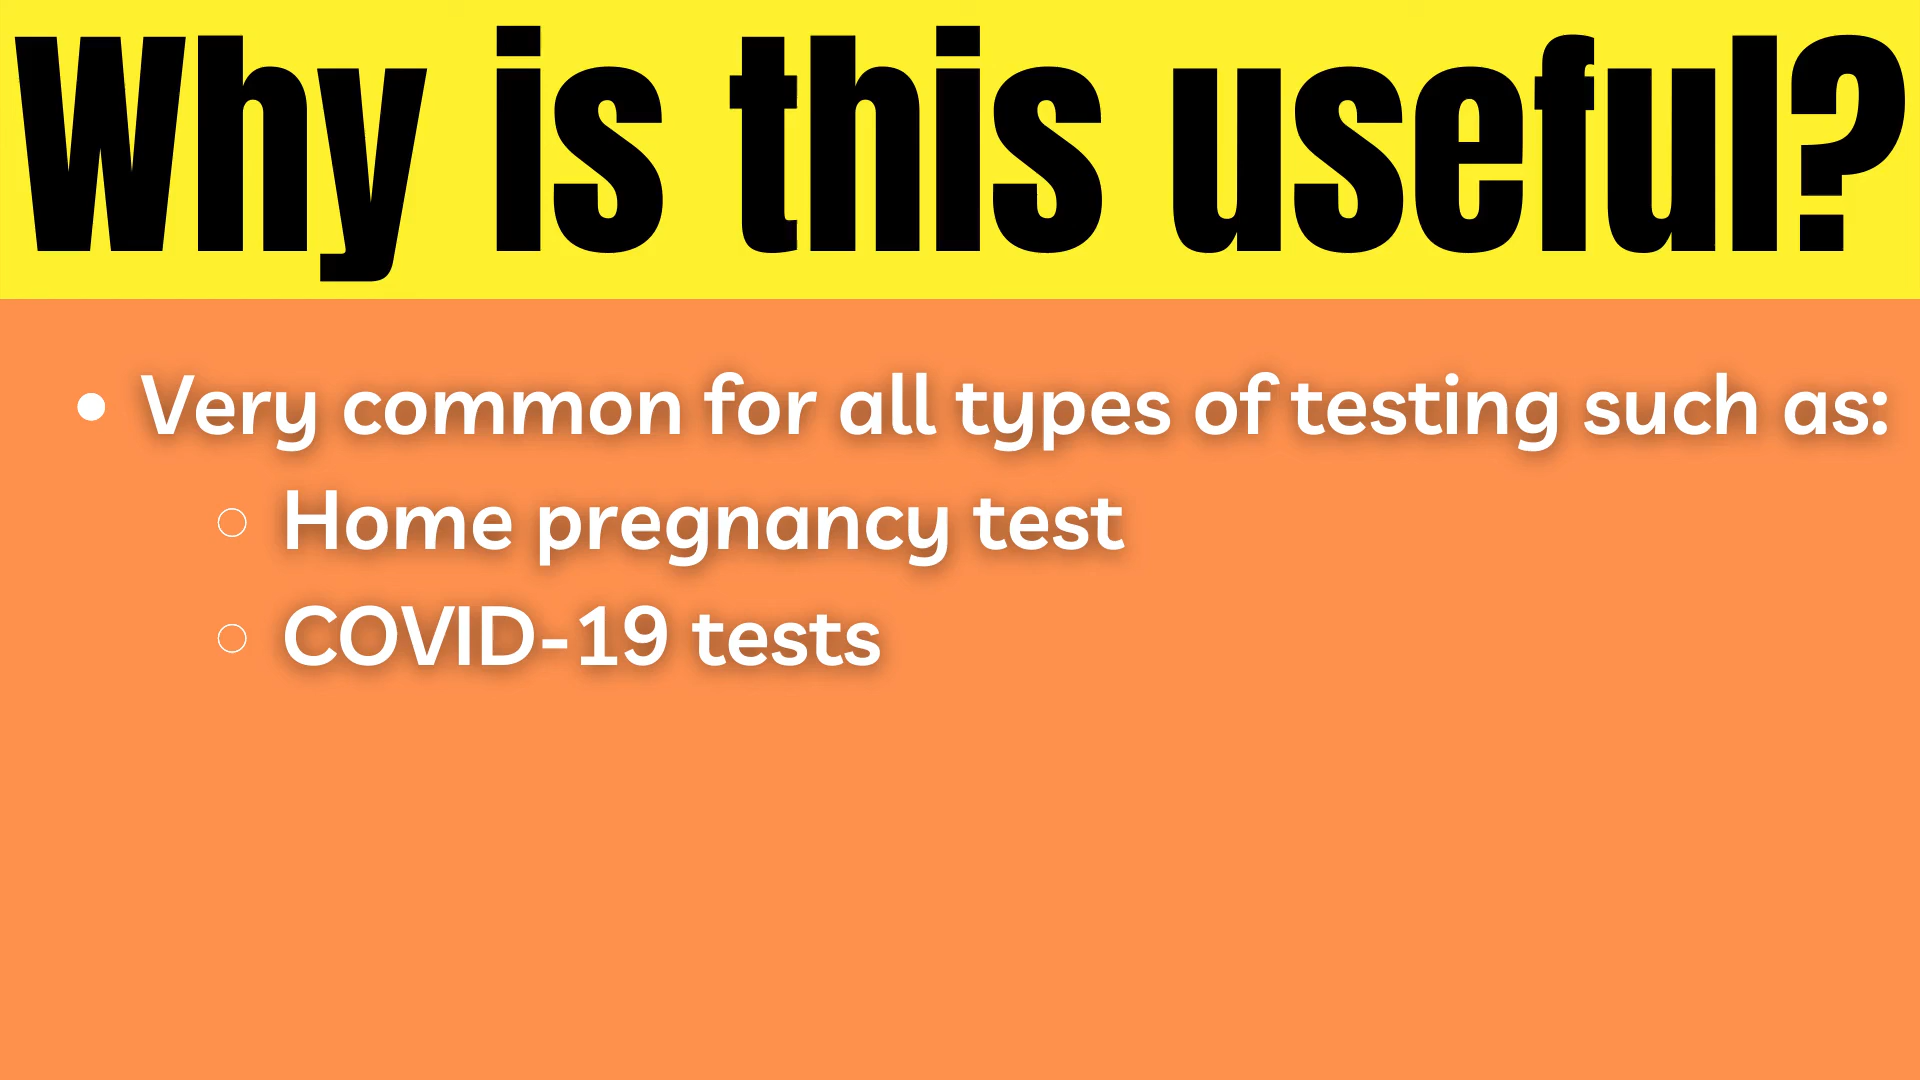 Why is this useful?
• Very common for all types of testing such as:
○ Home pregnancy test
○ COVID-19 tests